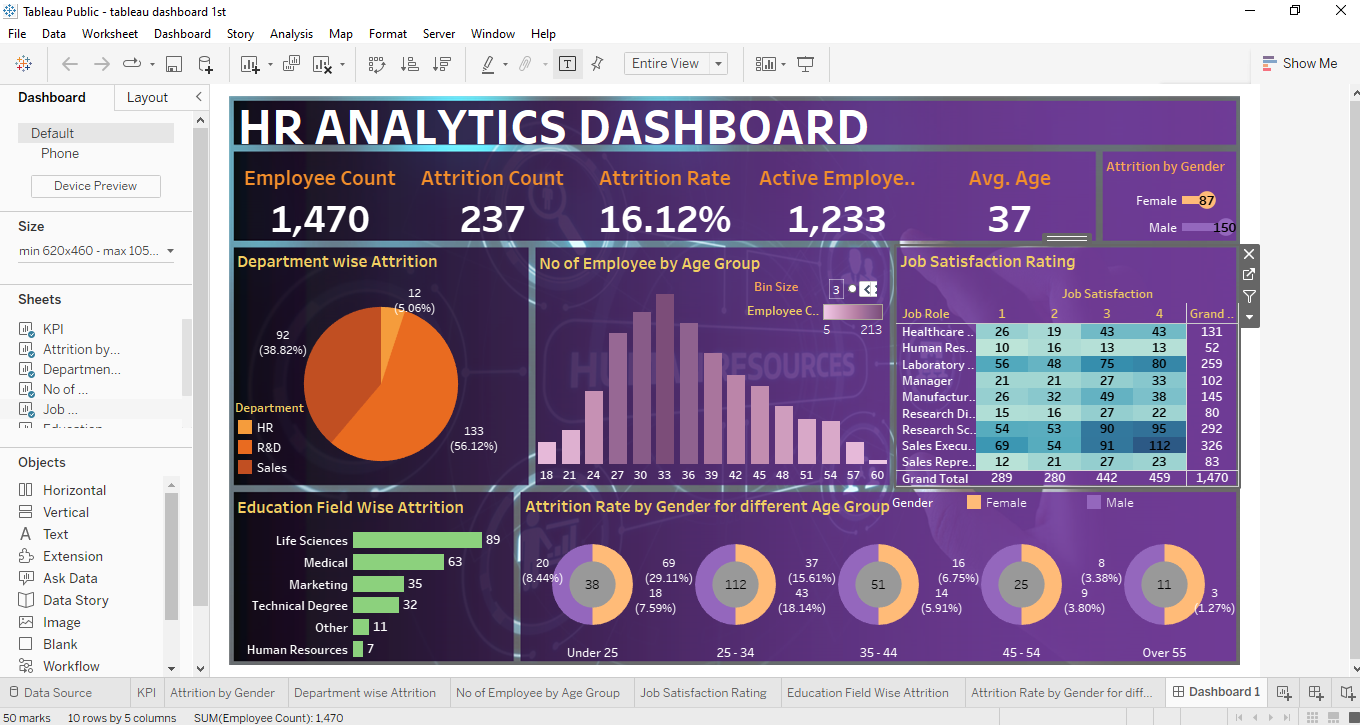 Tableau Public - tableau dashboard 1st
File Data Worksheet Dashboard Story Analysis Map Format Server Window Help
Entire View
Show Me
Dashboard Layout
Default
Phone
Device Preview
Size
min 620x460 - max 105...
Sheets
KPI
Attrition by...
Departmen...
No of ...
Job ...
Objects
Horizontal
Vertical
Text
Extension
Ask Data
Data Story
Image
Blank
Workflow
HR ANALYTICS DASHBOARD
Employee Count Attrition Count Attrition Rate Active Employe.. Avg. Age
1,470 237 16.12% 1,233 37
Attrition by Gender
Female 87
Male 150
Department wise Attrition
12
(5.06%)
92
(38.82%)
133
(56.12%)
Department
HR
R&D
Sales
No of Employee by Age Group
Bin Size 3
Employee C..
5 213
HUMAN RESOURCES
18 21 24 27 30 33 36 39 42 45 48 51 54 57 60
Job Satisfaction Rating
Job Satisfaction
Job Role 1 2 3 4 Grand ..
Healthcare .. 26 19 43 43 131
Human Res.. 10 16 13 13 52
Laboratory .. 56 48 75 80 259
Manager 21 21 27 33 102
Manufactur.. 26 32 49 38 145
Research Di.. 15 16 27 22 80
Research Sc.. 54 53 90 95 292
Sales Execu.. 69 54 91 112 326
Sales Repre.. 12 21 27 23 83
Grand Total 289 280 442 459 1,470
Education Field Wise Attrition
Life Sciences 89
Medical 63
Marketing 35
Technical Degree 32
Other 11
Human Resources 7
Attrition Rate by Gender for different Age Group
Gender Female Male
20 69 37 16 8
(8.44%) (29.11%) (15.61%) (6.75%) (3.38%)
38 112 51 25 11
18 43 14 9 3
(7.59%) (18.14%) (5.91%) (3.80%) (1.27%)
Under 25 25 - 34 35 - 44 45 - 54 Over 55
Data Source KPI Attrition by Gender Department wise Attrition No of Employee by Age Group Job Satisfaction Rating Education Field Wise Attrition Attrition Rate by Gender for diff... Dashboard 1
50 marks 10 rows by 5 columns SUM(Employee Count): 1,470